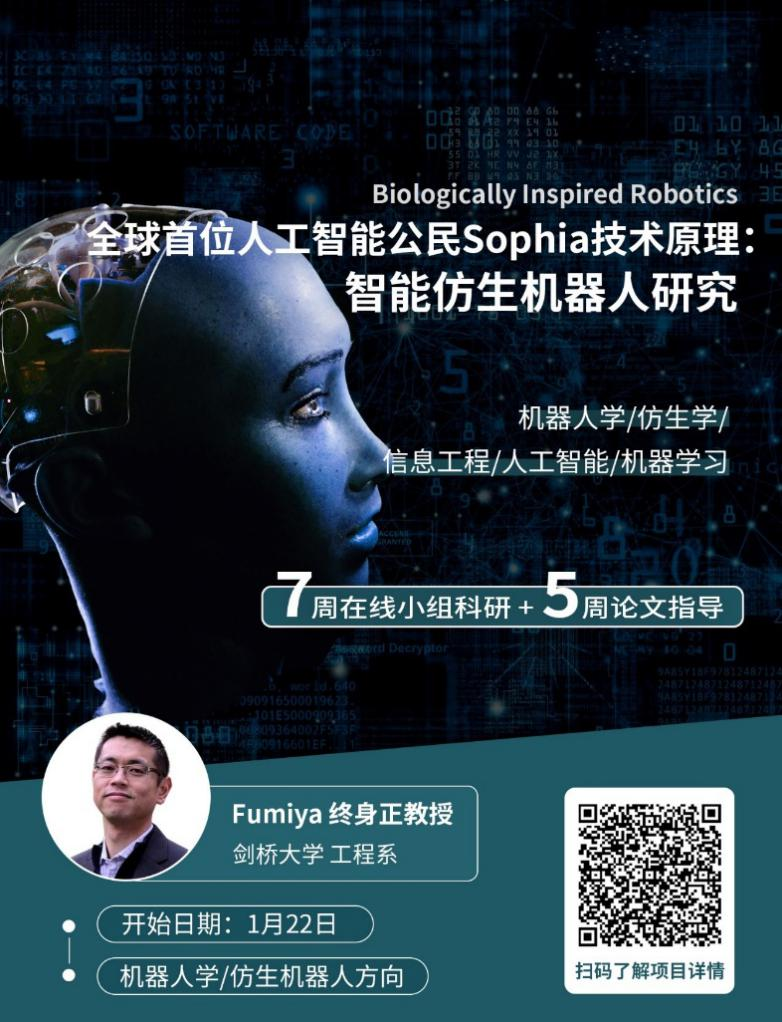 SOFTWARE CODE
Biologically Inspired Robotics
全球首位人工智能公民Sophia技术原理：
智能仿生机器人研究
机器人学/仿生学/
信息工程/人工智能/机器学习
7周在线小组科研 + 5周论文指导
Fumiya 终身正教授
剑桥大学 工程系
开始日期：1月22日
机器人学/仿生机器人方向
扫码了解项目详情